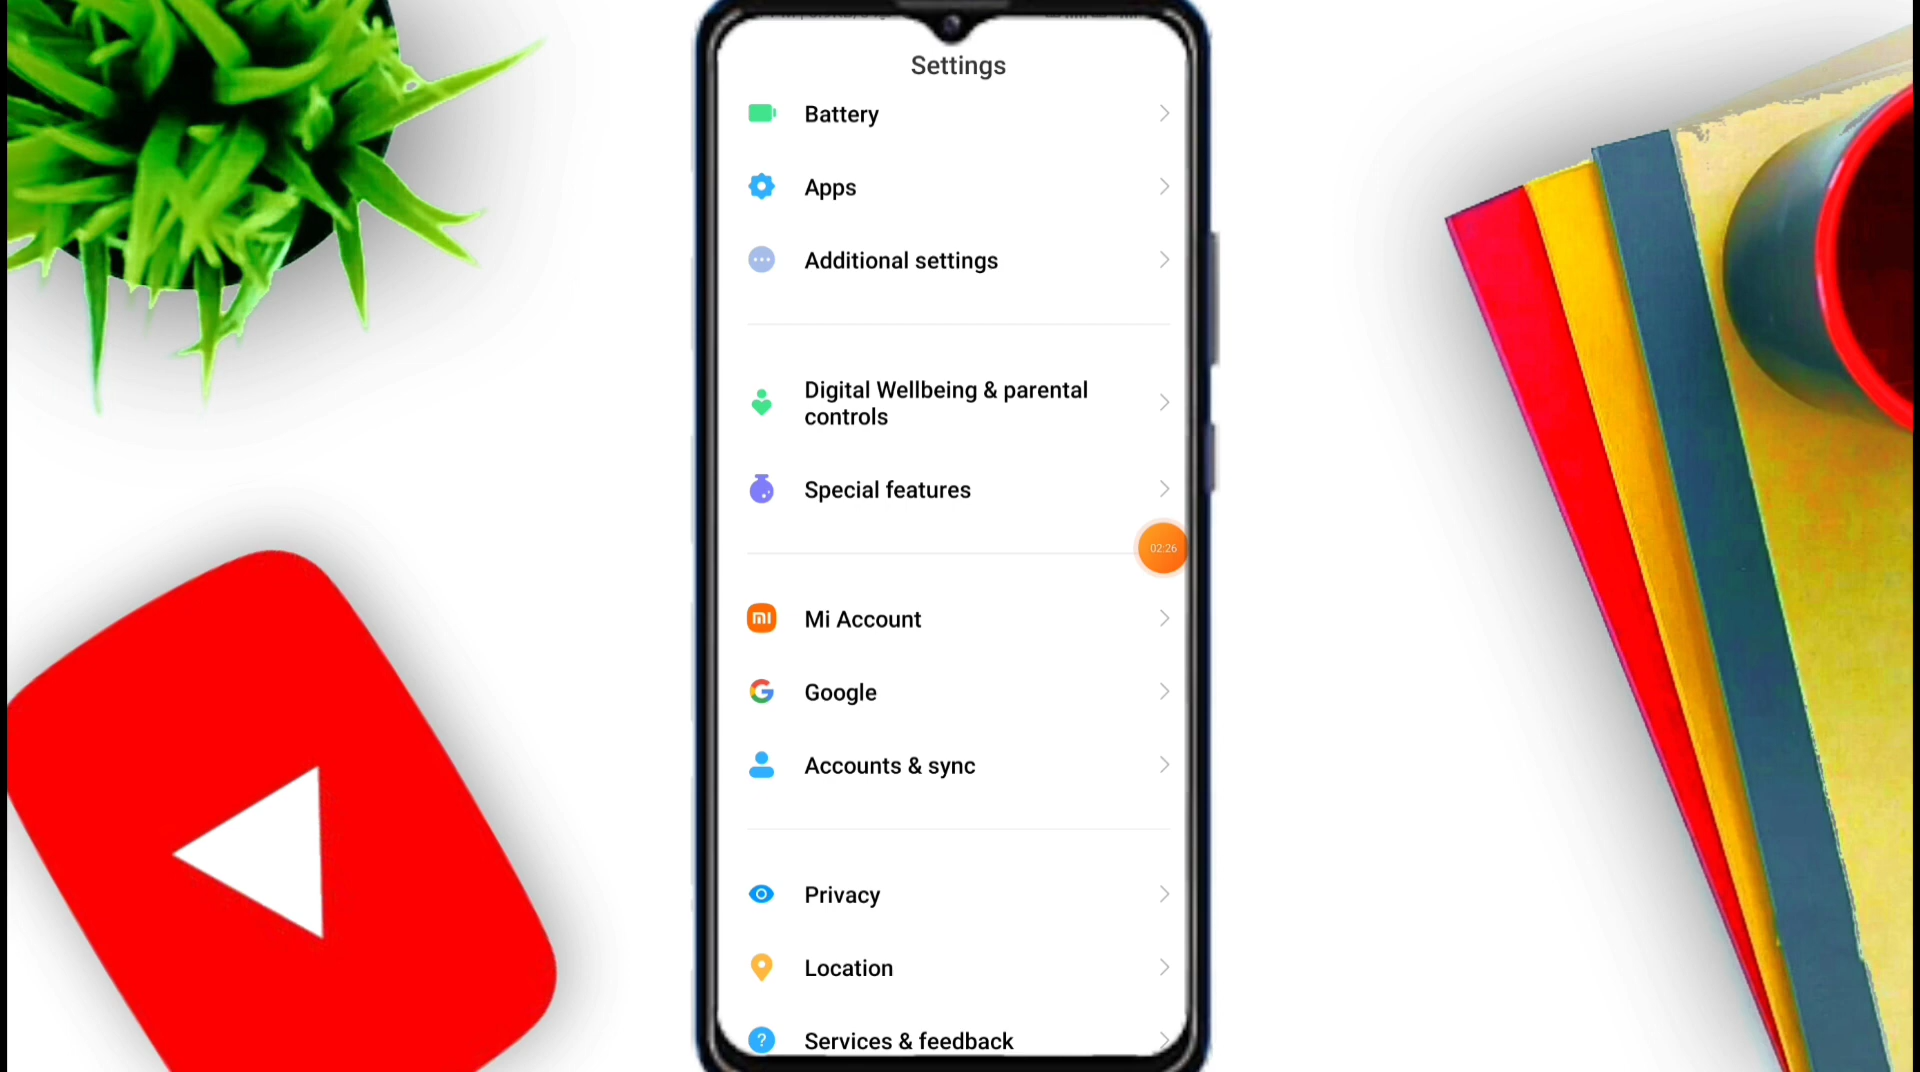 Settings
Battery
Apps
Additional settings
Digital Wellbeing & parental
controls
Special features
02:26
mi
Mi Account
Google
Accounts & sync
Privacy
Location
?
Services & feedback